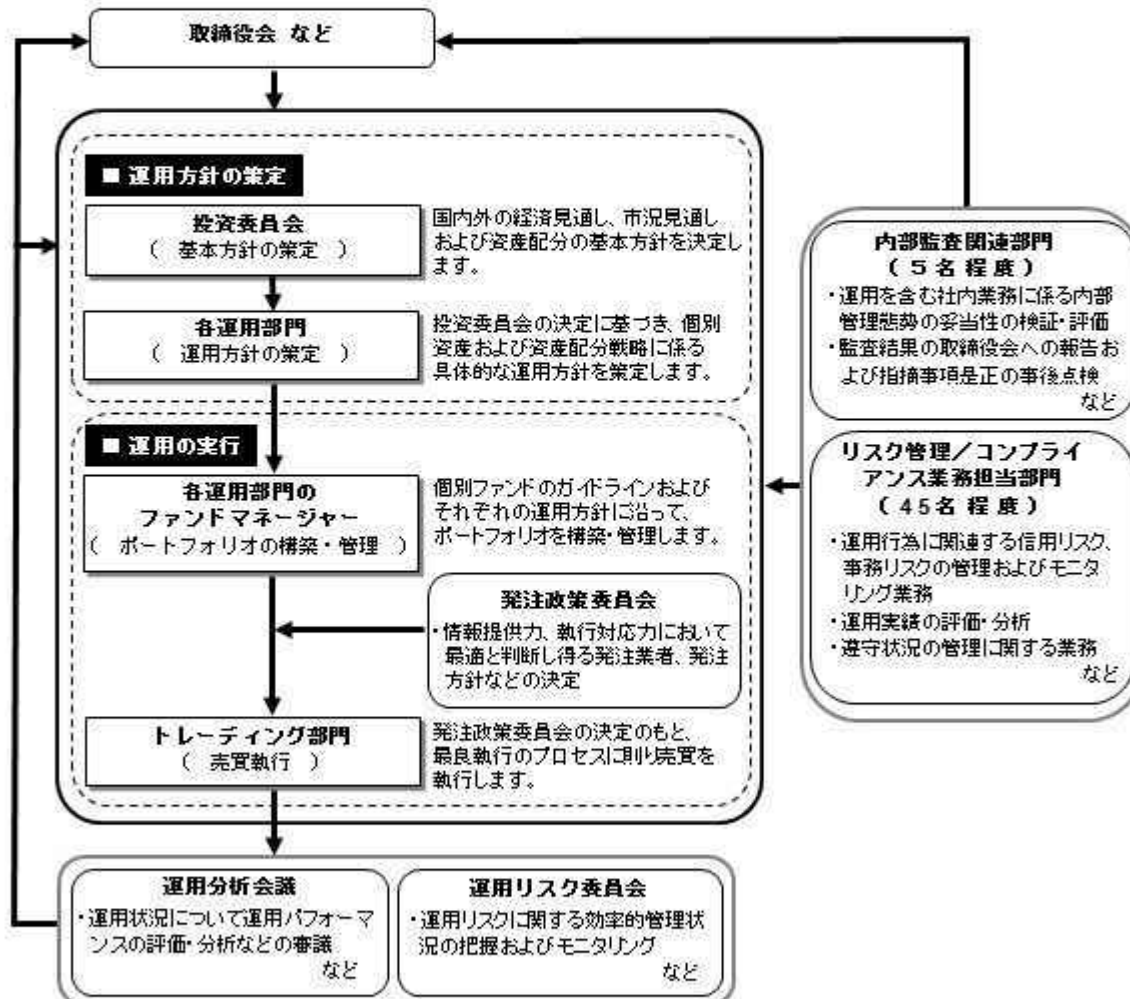 取締役会 など
■ 運用方針の策定
投資委員会
( 基本方針の策定 )
国内外の経済見通し、市況見通し
および資産配分の基本方針を決定し
ます。
各運用部門
( 運用方針の策定 )
投資委員会の決定に基づき、個別
資産および資産配分戦略に係る
具体的な運用方針を策定します。
■ 運用の実行
各運用部門の
ファンドマネージャー
( ポートフォリオの構築・管理 )
個別ファンドのガイドラインおよび
それぞれの運用方針に沿って、
ポートフォリオを構築・管理します。
発注政策委員会
・情報提供力、執行対応力において
最適と判断し得る発注業者、発注
方針などの決定
トレーディング部門
( 売買執行 )
発注政策委員会の決定のもと、
最良執行のプロセスに則り売買を
執行します。
内部監査関連部門
(5名程度)
・運用を含む社内業務に係る内部
管理態勢の妥当性の検証・評価
・監査結果の取締役会への報告お
よび指摘事項是正の事後点検
など
リスク管理／コンプライ
アンス業務担当部門
(45名程度)
・運用行為に関連する信用リスク、
事務リスクの管理およびモニタ
リング業務
・運用実績の評価・分析
・遵守状況の管理に関する業務
など
運用分析会議
・運用状況について運用パフォーマ
ンスの評価・分析などの審議
など
運用リスク委員会
・運用リスクに関する効率的管理状
況の把握およびモニタリング
など